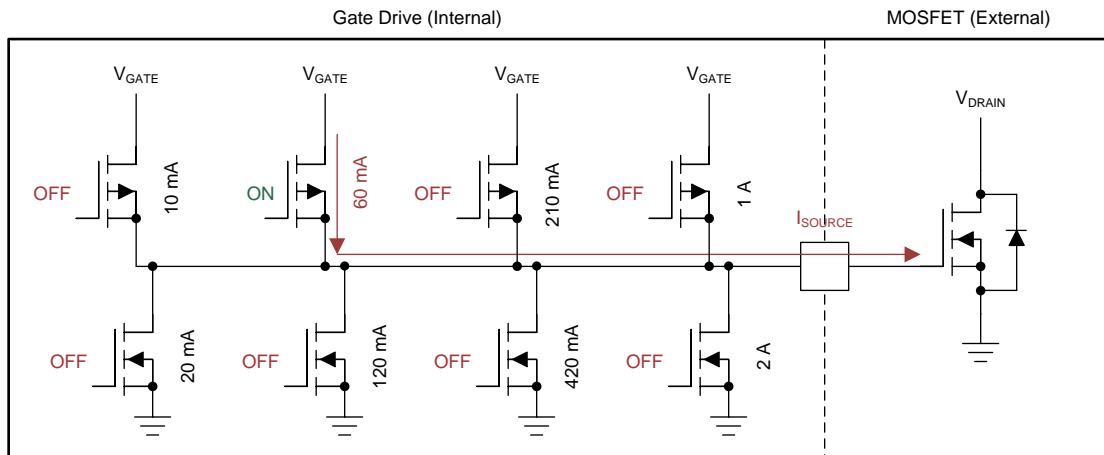 Gate Drive (Internal)
MOSFET (External)
VGATE
VGATE
VGATE
VGATE
VDRAIN
OFF
10 mA
ON
60 mA
OFF
210 mA
OFF
1 A
ISOURCE
OFF
20 mA
OFF
120 mA
OFF
420 mA
OFF
2 A